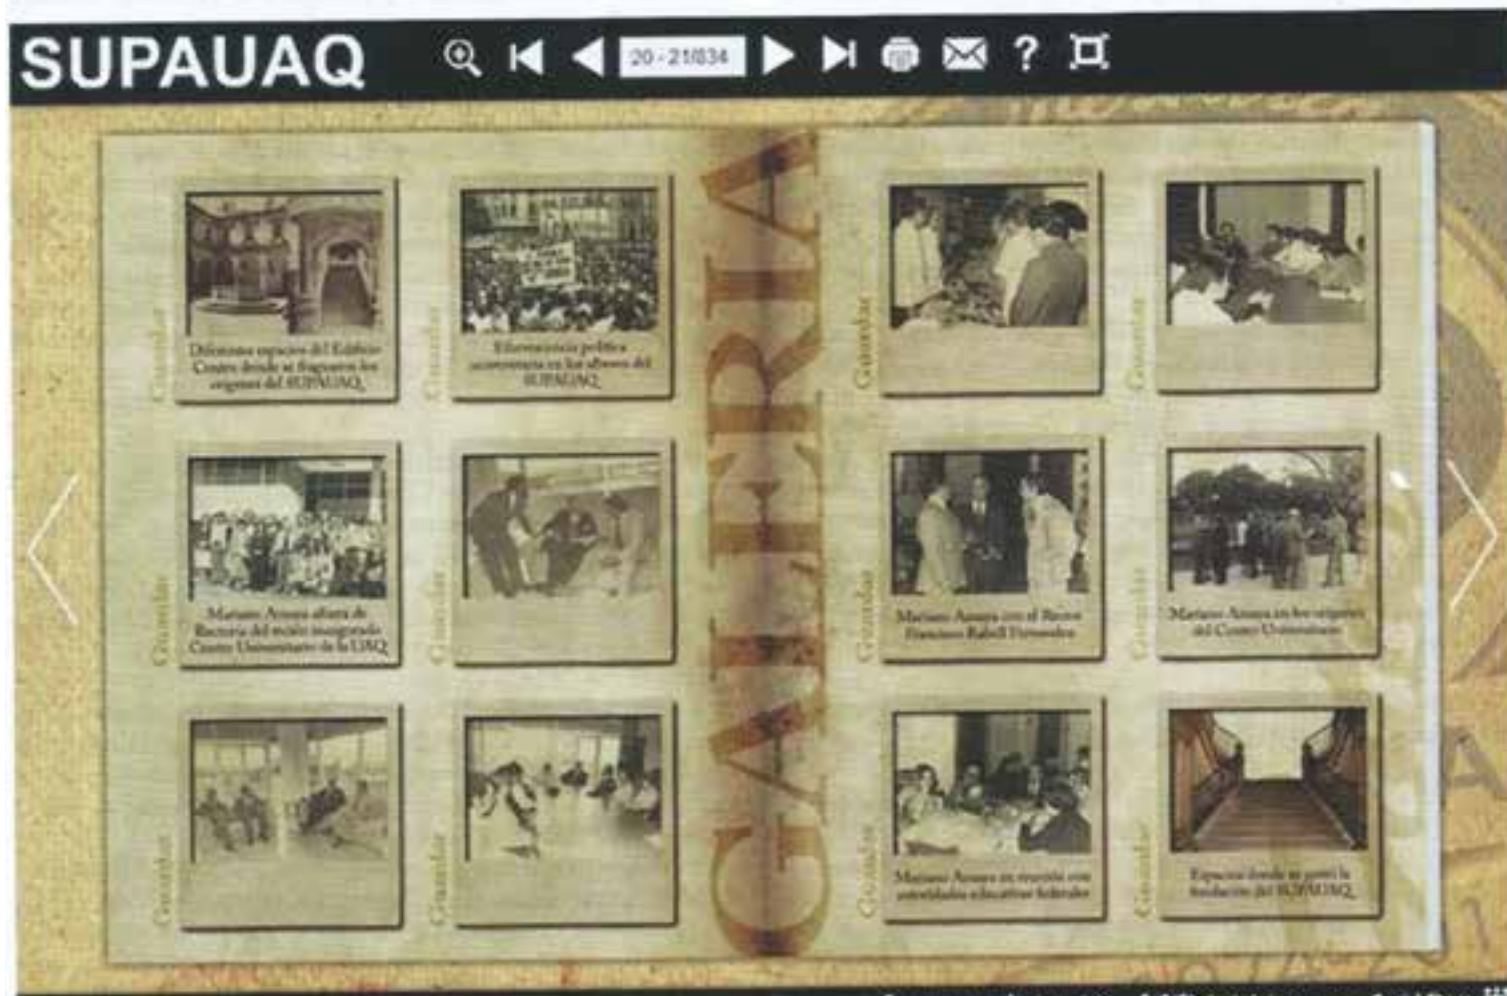 SUPAUAQ
20 - 21/834
?
Guardar
Diferentes espacios del Edificio
Centro donde se fraguaron los
orígenes del SUPAUAQ
Guardar
Efervescencia política
universitaria en los albores del
SUPAUAQ
Guardar
Mariano Amaya afuera de
Rectoría del recién inaugurado
Centro Universitario de la UAQ
Guardar
Guardar
Guardar
GALERIA
Guardar
Guardar
Guardar
Mariano Amaya con el Rector
Francisco Rabell Fernandez
Guardar
Mariano Amaya en los orígenes
del Centro Universitario
Guardar
Mariano Amaya en reunión con
autoridades educativas federales
Guardar
Espacios donde se gestó la
fundación del SUPAUAQ